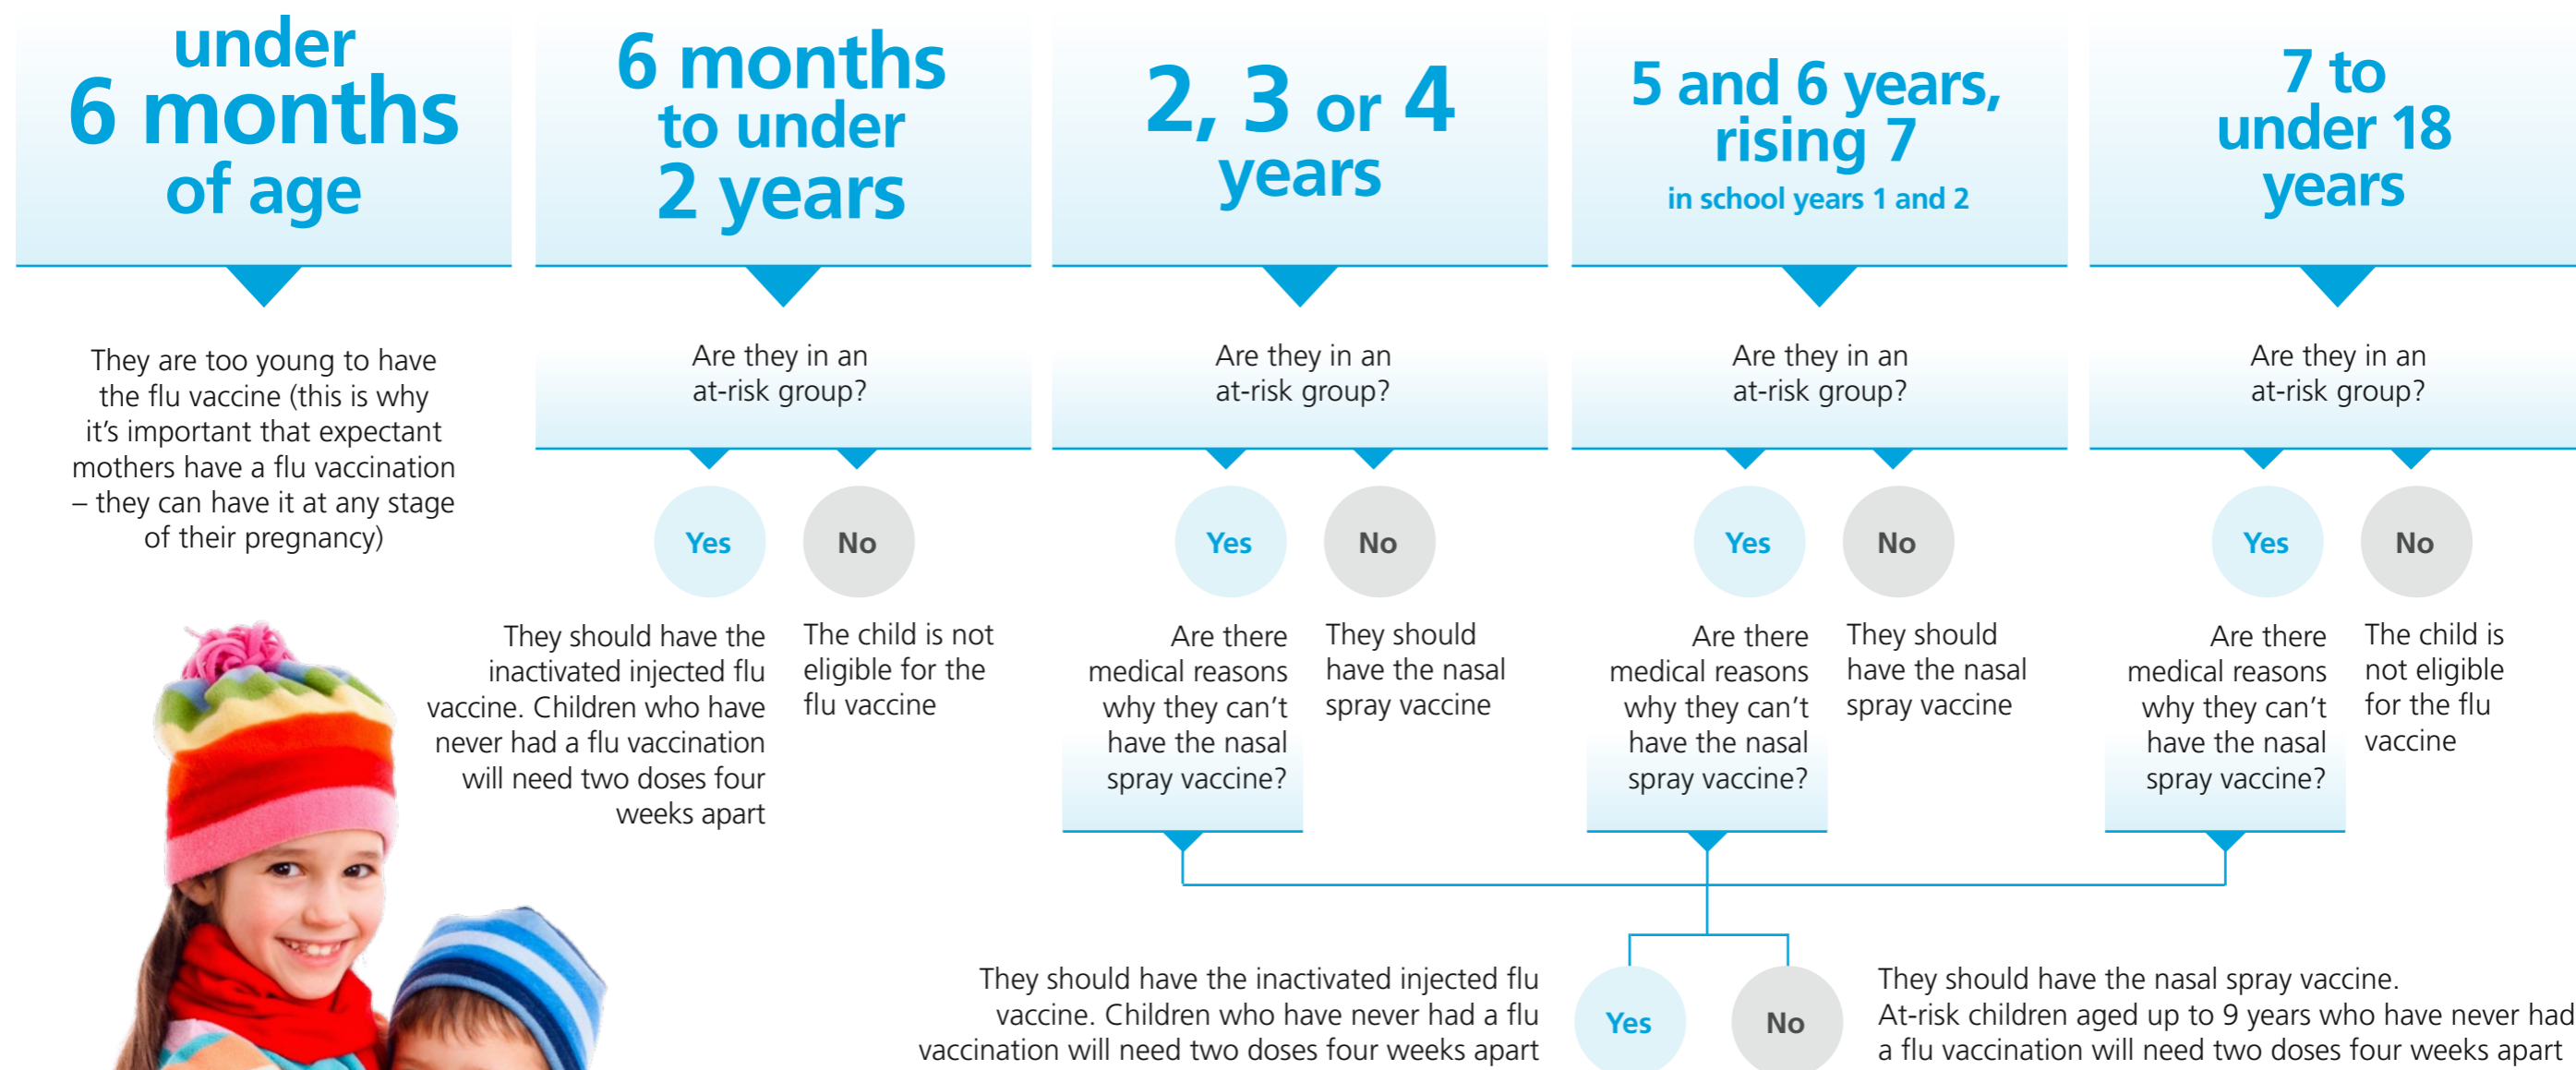 under
6 months
of age
They are too young to have
the flu vaccine (this is why
it’s important that expectant
mothers have a flu vaccination
– they can have it at any stage
of their pregnancy)
6 months
to under
2 years
Are they in an
at-risk group?
Yes
They should have the
inactivated injected flu
vaccine. Children who have
never had a flu vaccination
will need two doses four
weeks apart
No
The child is not
eligible for the
flu vaccine
2, 3 or 4
years
Are they in an
at-risk group?
Yes
Are there
medical reasons
why they can’t
have the nasal
spray vaccine?
No
They should
have the nasal
spray vaccine
5 and 6 years,
rising 7
in school years 1 and 2
Are they in an
at-risk group?
Yes
Are there
medical reasons
why they can’t
have the nasal
spray vaccine?
No
They should
have the nasal
spray vaccine
7 to
under 18
years
Are they in an
at-risk group?
Yes
Are there
medical reasons
why they can’t
have the nasal
spray vaccine?
No
The child is
not eligible
for the flu
vaccine
Yes
They should have the inactivated injected flu
vaccine. Children who have never had a flu
vaccination will need two doses four weeks apart
No
They should have the nasal spray vaccine.
At-risk children aged up to 9 years who have never had
a flu vaccination will need two doses four weeks apart